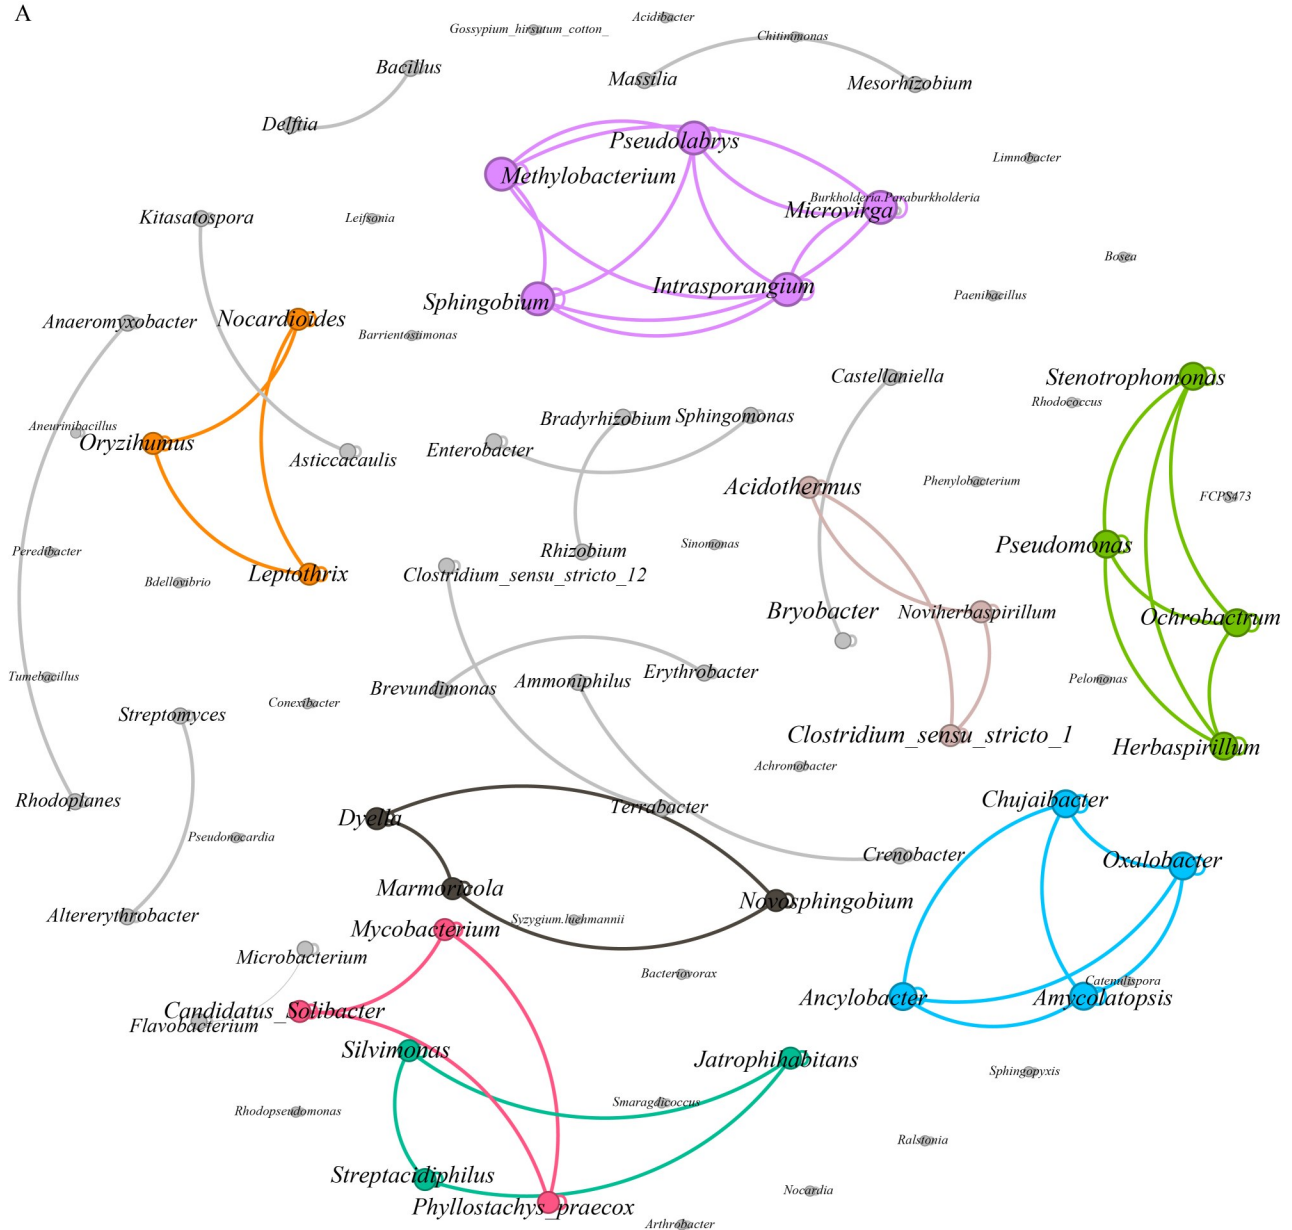 A
Acidibacter
Gossypium_hirsutum_cotton_
Chitinimonas
Bacillus
Massilia
Mesorhizobium
Delftia
Pseudolabrys
Limnobacter
Methylobacterium
Burkholderia.Paraburkholderia
Microvirga
Kitasatospora
Leifsonia
Bosea
Intrasporangium
Paenibacillus
Sphingobium
Anaeromyxobacter
Nocardioides
Barrientosiimonas
Castellaniella
Stenotrophomonas
Rhodococcus
Bradyrhizobium
Sphingomonas
Aneurinibacillus
Oryzihumus
Enterobacter
Asticcacaulis
Phenylobacterium
Acidothermus
FCPS473
Pseudomonas
Sinomonas
Peredibacter
Rhizobium
Leptothrix
Clostridium_sensu_stricto_12
Bdellovibrio
Bryobacter
Noviherbaspirillum
Ochrobactrum
Erythrobacter
Tumebacillus
Ammoniphilus
Pelomonas
Brevundimonas
Conexibacter
Streptomyces
Clostridium_sensu_stricto_1
Herbaspirillum
Achromobacter
Rhodoplanes
Chujaibacter
Terrabacter
Dyella
Pseudonocardia
Crenobacter
Oxalobacter
Marmoricola
Novosphingobium
Altererythrobacter
Syzygium.luehmannii
Mycobacterium
Microbacterium
Bacteriovorax
Catenulispora
Ancylobacter
Amycolatopsis
Candidatus_Solibacter
Flavobacterium
Silvimonas
Jatrophihabitans
Sphingopyxis
Smaragdicoccus
Rhodopseudomonas
Ralstonia
Streptacidiphilus
Nocardia
Phyllostachys_praecox
Arthrobacter